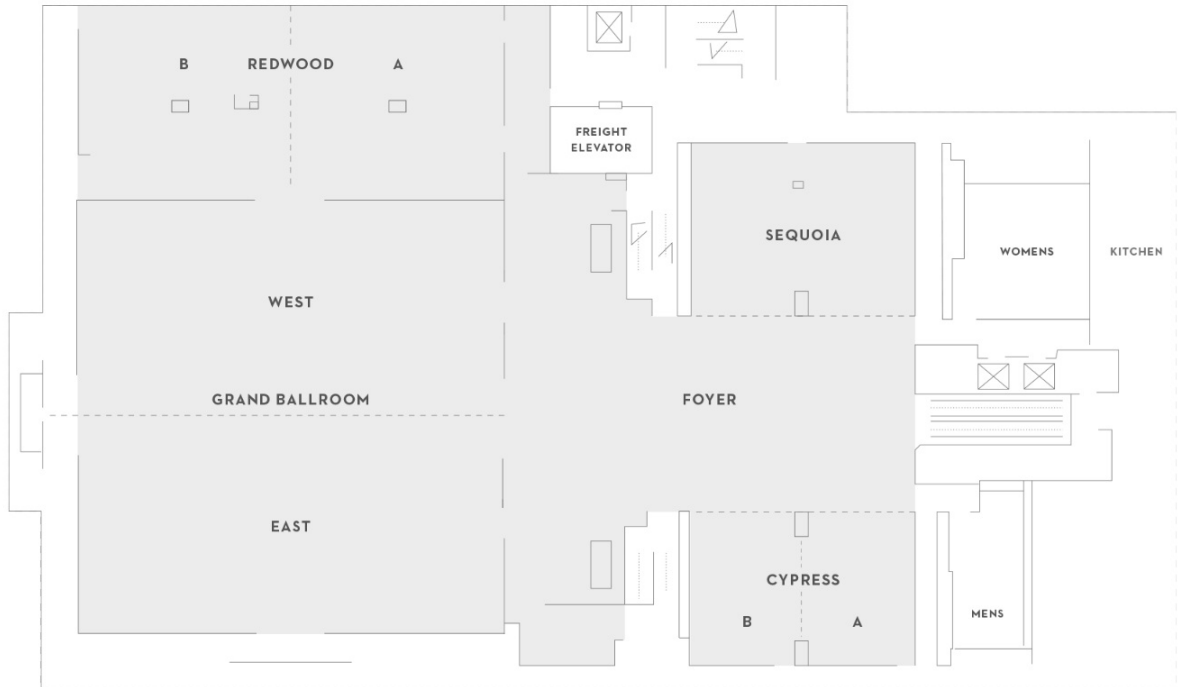 B
REDWOOD
A
FREIGHT
ELEVATOR
SEQUOIA
WOMENS
KITCHEN
WEST
GRAND BALLROOM
FOYER
EAST
CYPRESS
B
A
MENS